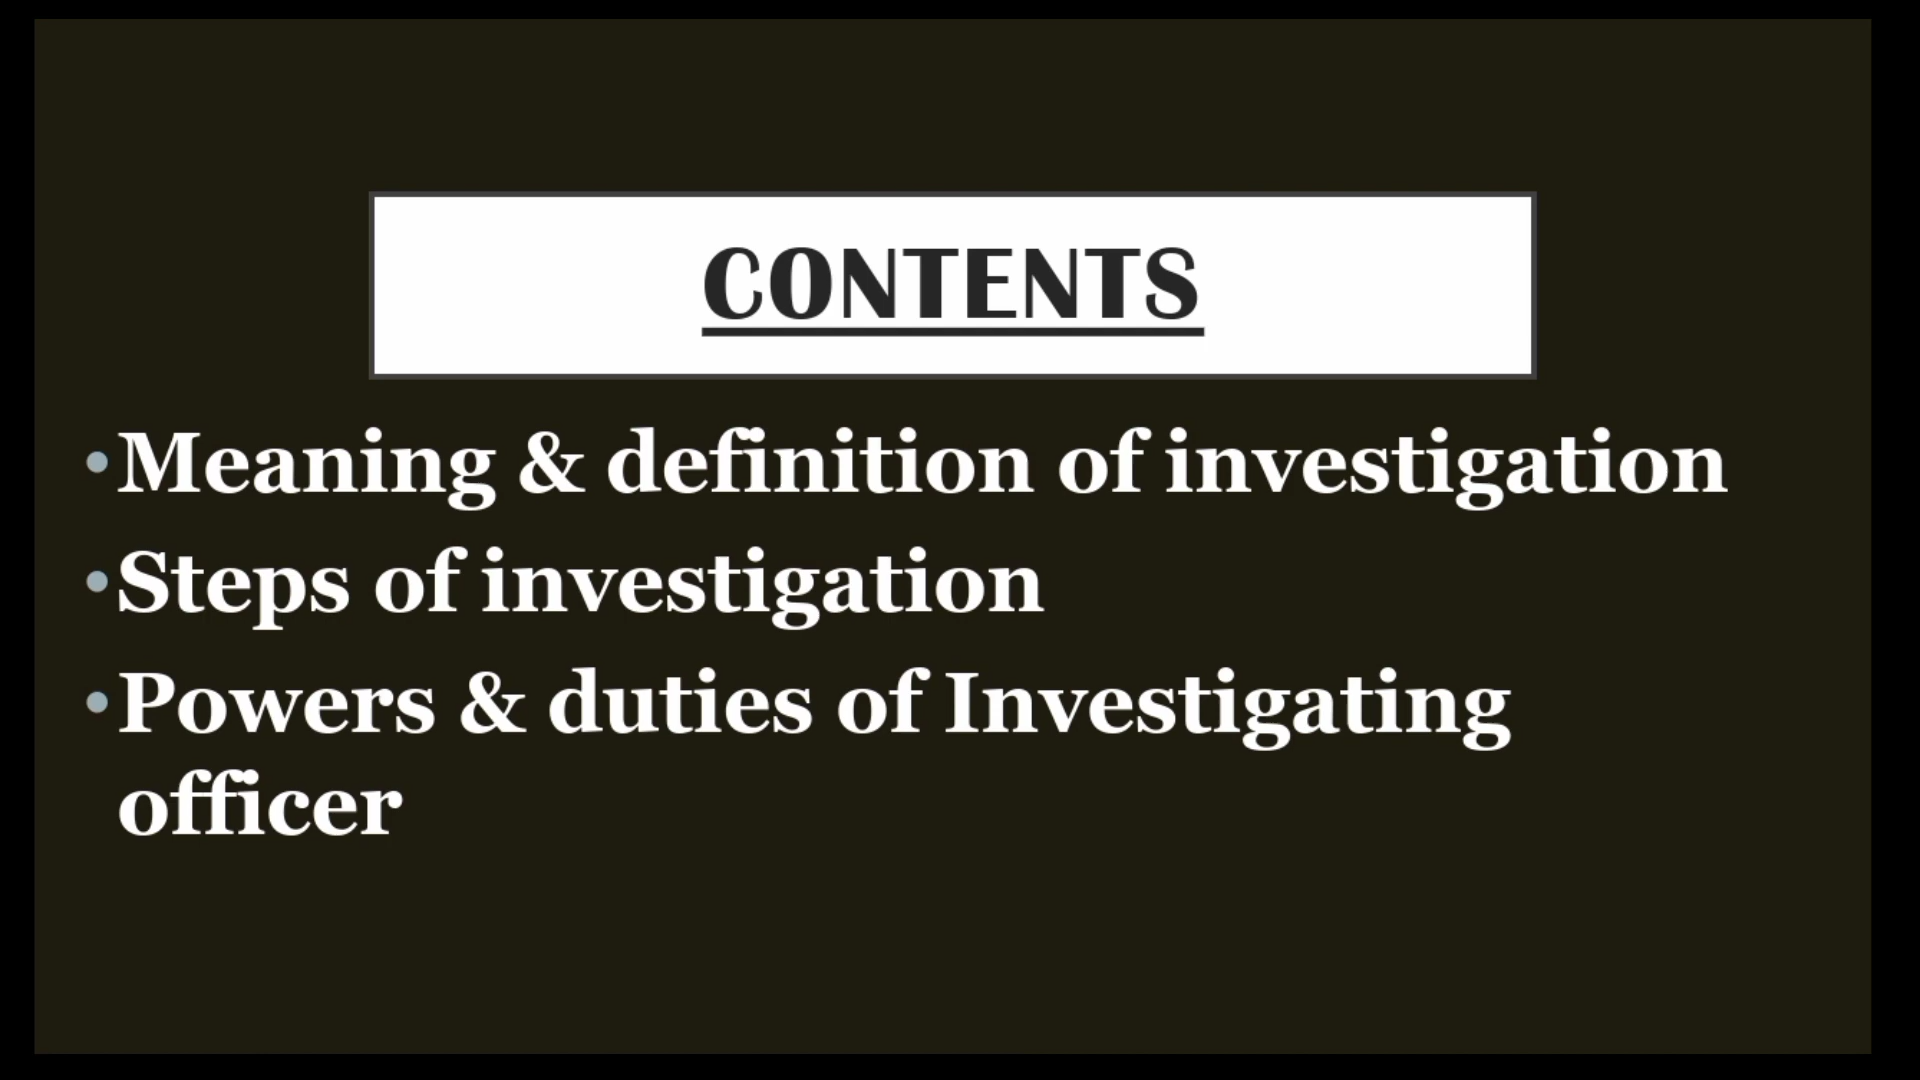 CONTENTS
•Meaning & definition of investigation
•Steps of investigation
•Powers & duties of Investigating
officer